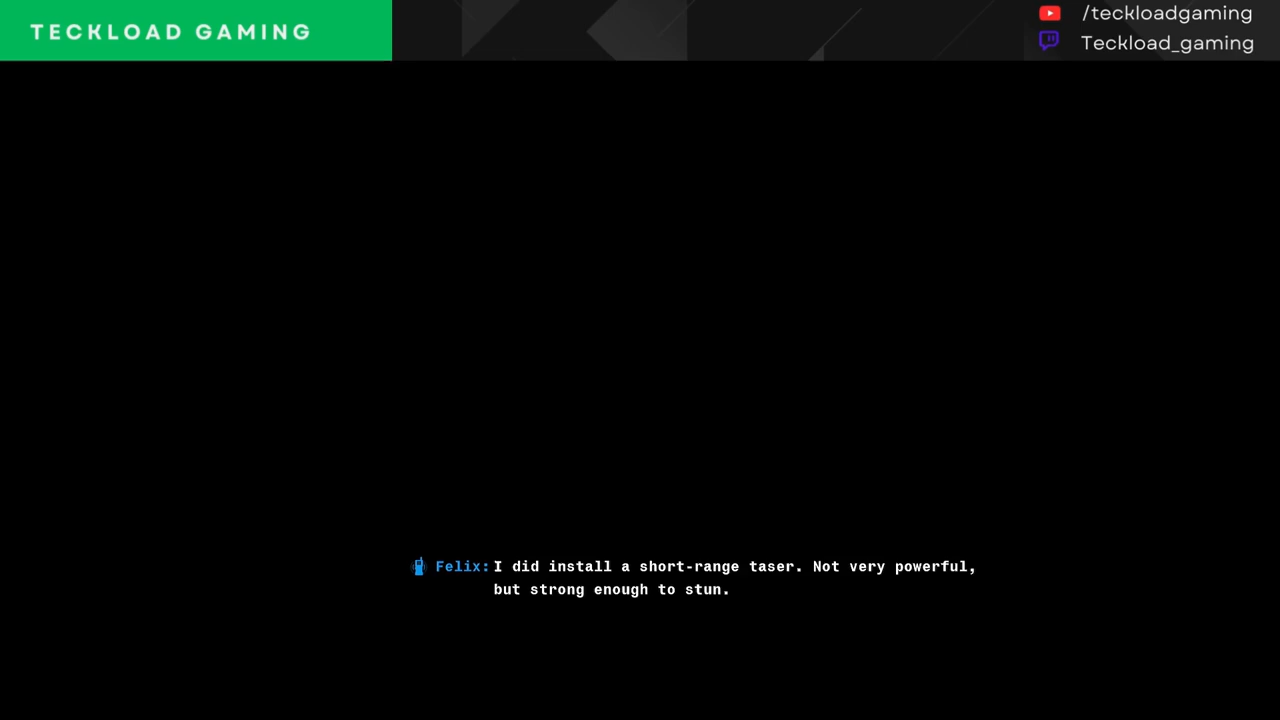 TECKLOAD GAMING
/teckloadgaming
Teckload_gaming
Felix: I did install a short-range taser. Not very powerful,
but strong enough to stun.